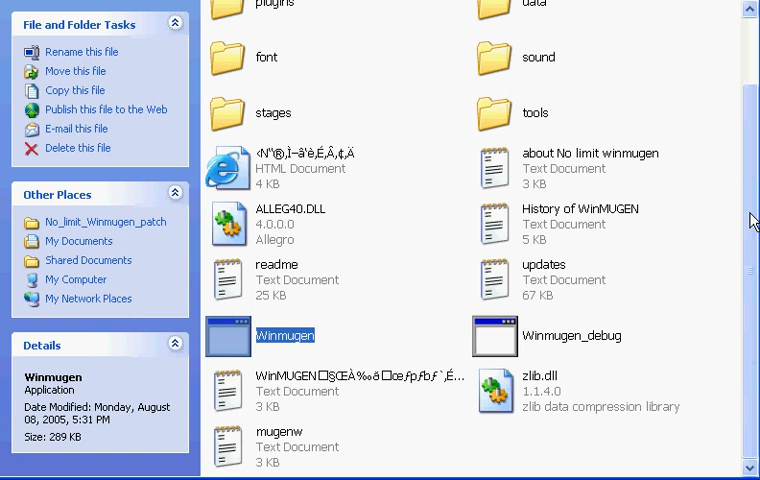 File and Folder Tasks
Rename this file
Move this file
Copy this file
Publish this file to the Web
E-mail this file
Delete this file
Other Places
No_limit_Winmugen_patch
My Documents
Shared Documents
My Computer
My Network Places
Details
Winmugen
Application
Date Modified: Monday, August
08, 2005, 5:31 PM
Size: 289 KB
plugins
data
font
sound
stages
tools
HTML Document
4 KB
about No limit winmugen
Text Document
3 KB
ALLEG40.DLL
4.0.0.0
Allegro
History of WinMUGEN
Text Document
5 KB
readme
Text Document
25 KB
updates
Text Document
67 KB
Winmugen
Winmugen_debug
Text Document
3 KB
zlib.dll
1.1.4.0
zlib data compression library
mugenw
Text Document
3 KB